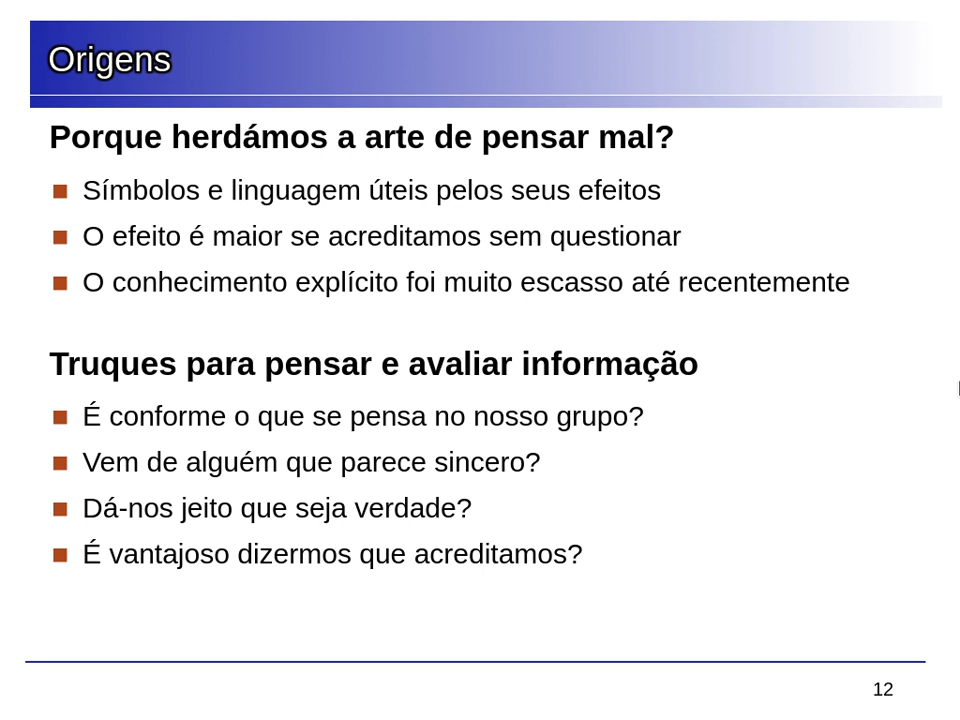 Origens
Porque herdámos a arte de pensar mal?
Símbolos e linguagem úteis pelos seus efeitos
O efeito é maior se acreditamos sem questionar
O conhecimento explícito foi muito escasso até recentemente
Truques para pensar e avaliar informação
É conforme o que se pensa no nosso grupo?
Vem de alguém que parece sincero?
Dá-nos jeito que seja verdade?
É vantajoso dizermos que acreditamos?
12